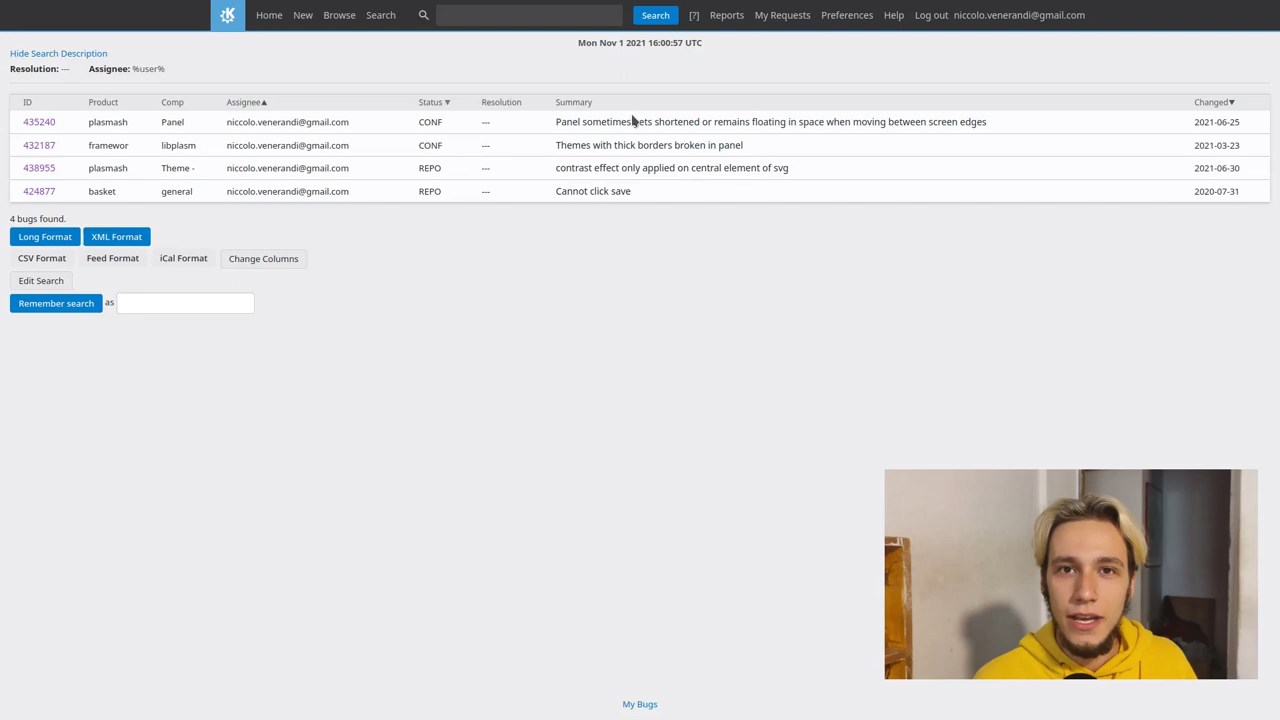 Home New Browse Search Search [?] Reports My Requests Preferences Help Log out niccolo.venerandi@gmail.com
Mon Nov 1 2021 16:00:57 UTC
Hide Search Description
Resolution: --- Assignee: %user%
ID Product Comp Assignee▲ Status▼ Resolution Summary Changed▼
435240 plasmash Panel niccolo.venerandi@gmail.com CONF --- Panel sometimes gets shortened or remains floating in space when moving between screen edges 2021-06-25
432187 framewor libplasm niccolo.venerandi@gmail.com CONF --- Themes with thick borders broken in panel 2021-03-23
438955 plasmash Theme - niccolo.venerandi@gmail.com REPO --- contrast effect only applied on central element of svg 2021-06-30
424877 basket general niccolo.venerandi@gmail.com REPO --- Cannot click save 2020-07-31
4 bugs found.
Long Format XML Format
CSV Format Feed Format iCal Format Change Columns
Edit Search
Remember search as
My Bugs